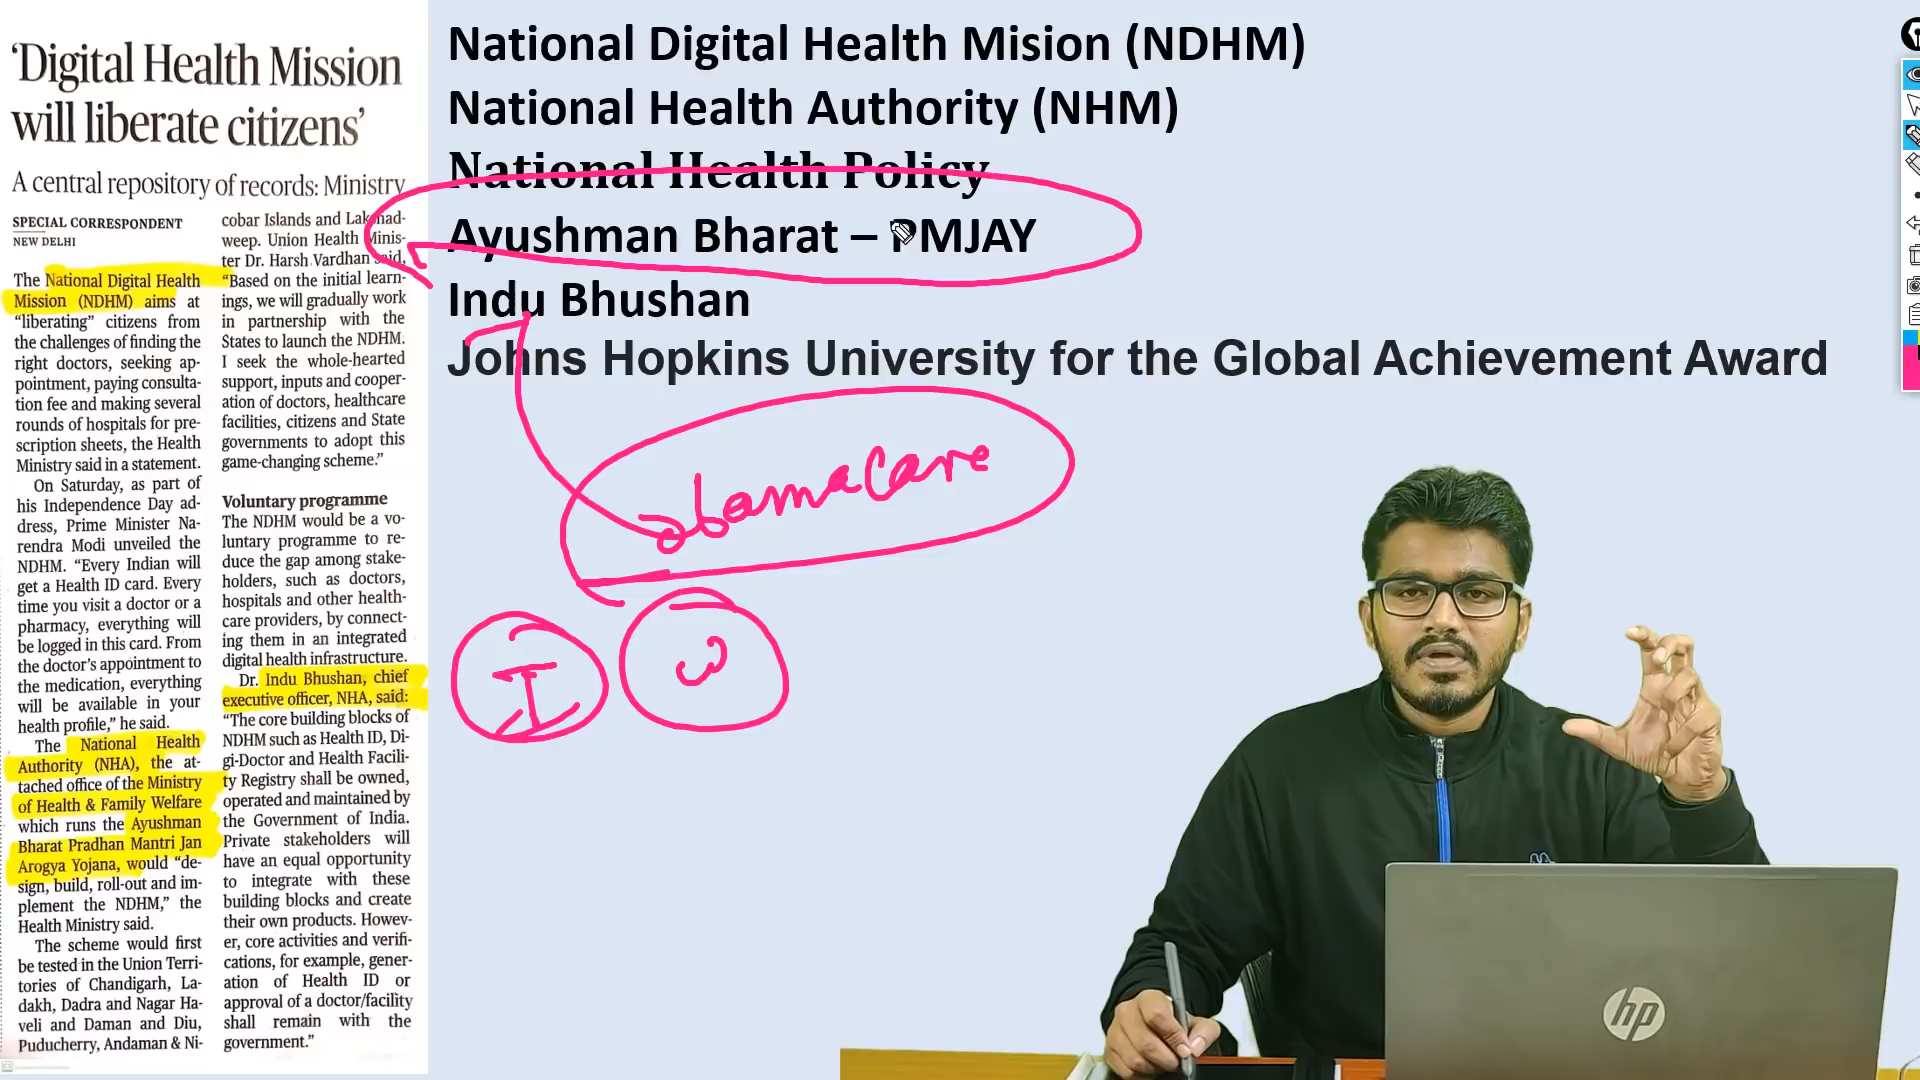 ‘Digital Health Mission
will liberate citizens’
A central repository of records: Ministry
SPECIAL CORRESPONDENT
NEW DELHI
The National Digital Health
Mission (NDHM) aims at
“liberating” citizens from
the challenges of finding the
right doctors, seeking ap-
pointment, paying consulta-
tion fee and making several
rounds of hospitals for pre-
scription sheets, the Health
Ministry said in a statement.
On Saturday, as part of
his Independence Day ad-
dress, Prime Minister Na-
rendra Modi unveiled the
NDHM. “Every Indian will
get a Health ID card. Every
time you visit a doctor or a
pharmacy, everything will
be logged in this card. From
the doctor’s appointment to
the medication, everything
will be available in your
health profile,” he said.
The National Health
Authority (NHA), the at-
tached office of the Ministry
of Health & Family Welfare
which runs the Ayushman
Bharat Pradhan Mantri Jan
Arogya Yojana, would “de-
sign, build, roll-out and im-
plement the NDHM,” the
Health Ministry said.
The scheme would first
be tested in the Union Terri-
tories of Chandigarh, La-
dakh, Dadra and Nagar Ha-
veli and Daman and Diu,
Puducherry, Andaman & Ni-
cobar Islands and Lakshad-
weep. Union Health Minis-
ter Dr. Harsh Vardhan said,
“Based on the initial learn-
ings, we will gradually work
in partnership with the
States to launch the NDHM.
I seek the whole-hearted
support, inputs and cooper-
ation of doctors, healthcare
facilities, citizens and State
governments to adopt this
game-changing scheme.”
Voluntary programme
The NDHM would be a vo-
luntary programme to re-
duce the gap among stake-
holders, such as doctors,
hospitals and other health-
care providers, by connect-
ing them in an integrated
digital health infrastructure.
Dr. Indu Bhushan, chief
executive officer, NHA, said:
“The core building blocks of
NDHM such as Health ID, Di-
gi-Doctor and Health Facili-
ty Registry shall be owned,
operated and maintained by
the Government of India.
Private stakeholders will
have an equal opportunity
to integrate with these
building blocks and create
their own products. Howev-
er, core activities and verifi-
cations, for example, gener-
ation of Health ID or
approval of a doctor/facility
shall remain with the
government.”
National Digital Health Mision (NDHM)
National Health Authority (NHM)
National Health Policy
Ayushman Bharat – PMJAY
Indu Bhushan
Johns Hopkins University for the Global Achievement Award
obamacare
I
hp